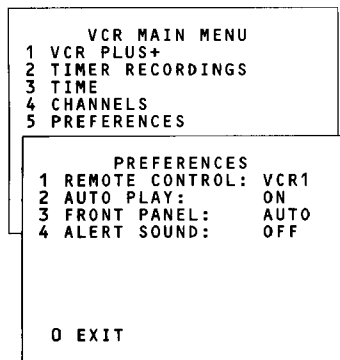 VCR MAIN MENU
1 VCR PLUS+
2 TIMER RECORDINGS
3 TIME
4 CHANNELS
5 PREFERENCES
PREFERENCES
1 REMOTE CONTROL: VCR1
2 AUTO PLAY: ON
3 FRONT PANEL: AUTO
4 ALERT SOUND: OFF
0 EXIT